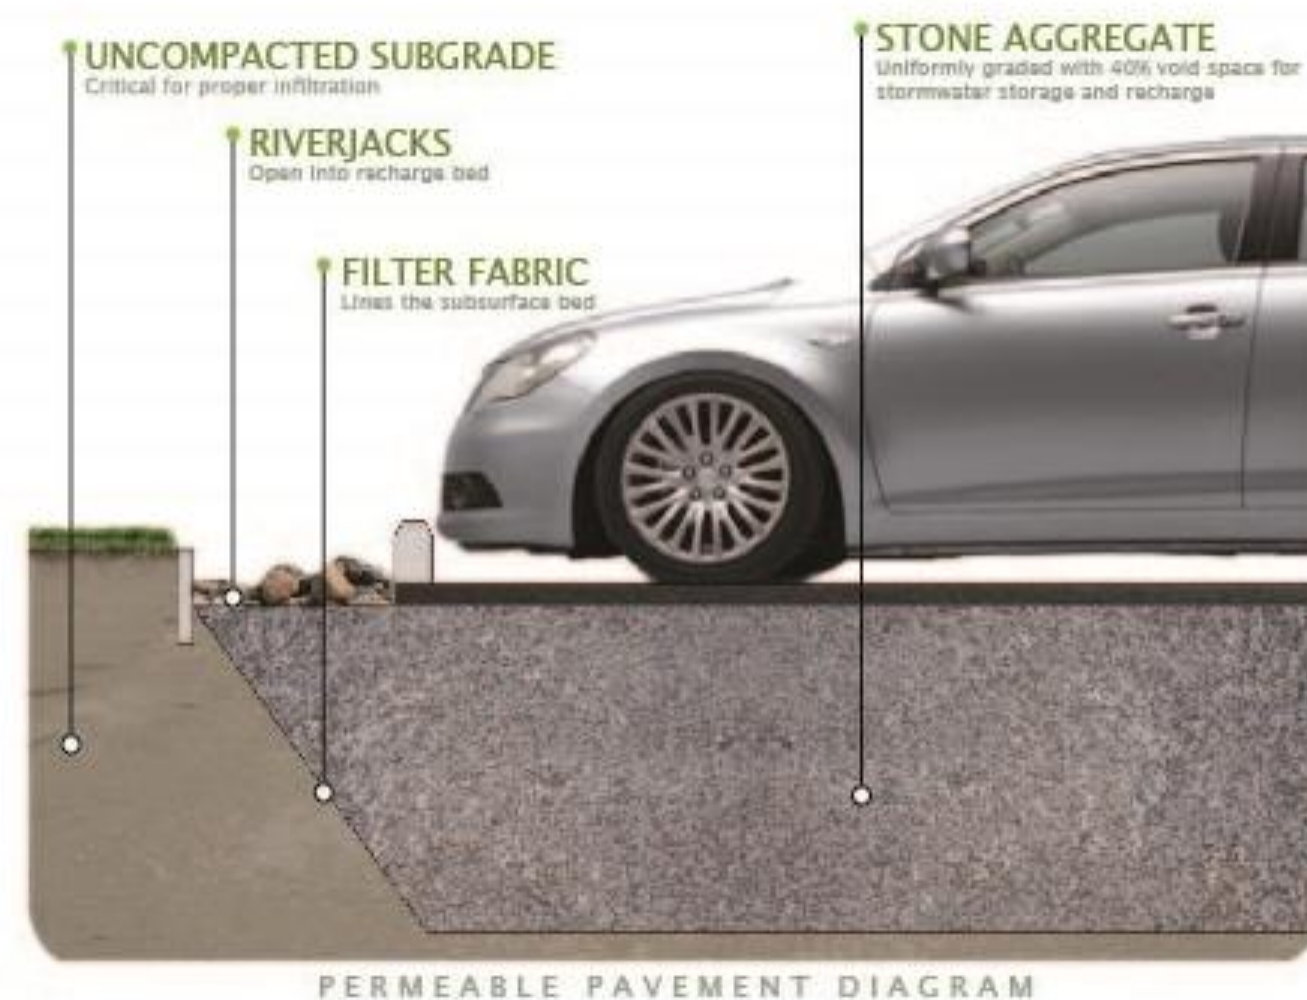 UNCOMPACTED SUBGRADE
Critical for proper infiltration
RIVERJACKS
Open into recharge bed
FILTER FABRIC
Lines the subsurface bed
STONE AGGREGATE
Uniformly graded with 40% void space for
stormwater storage and recharge
PERMEABLE PAVEMENT DIAGRAM